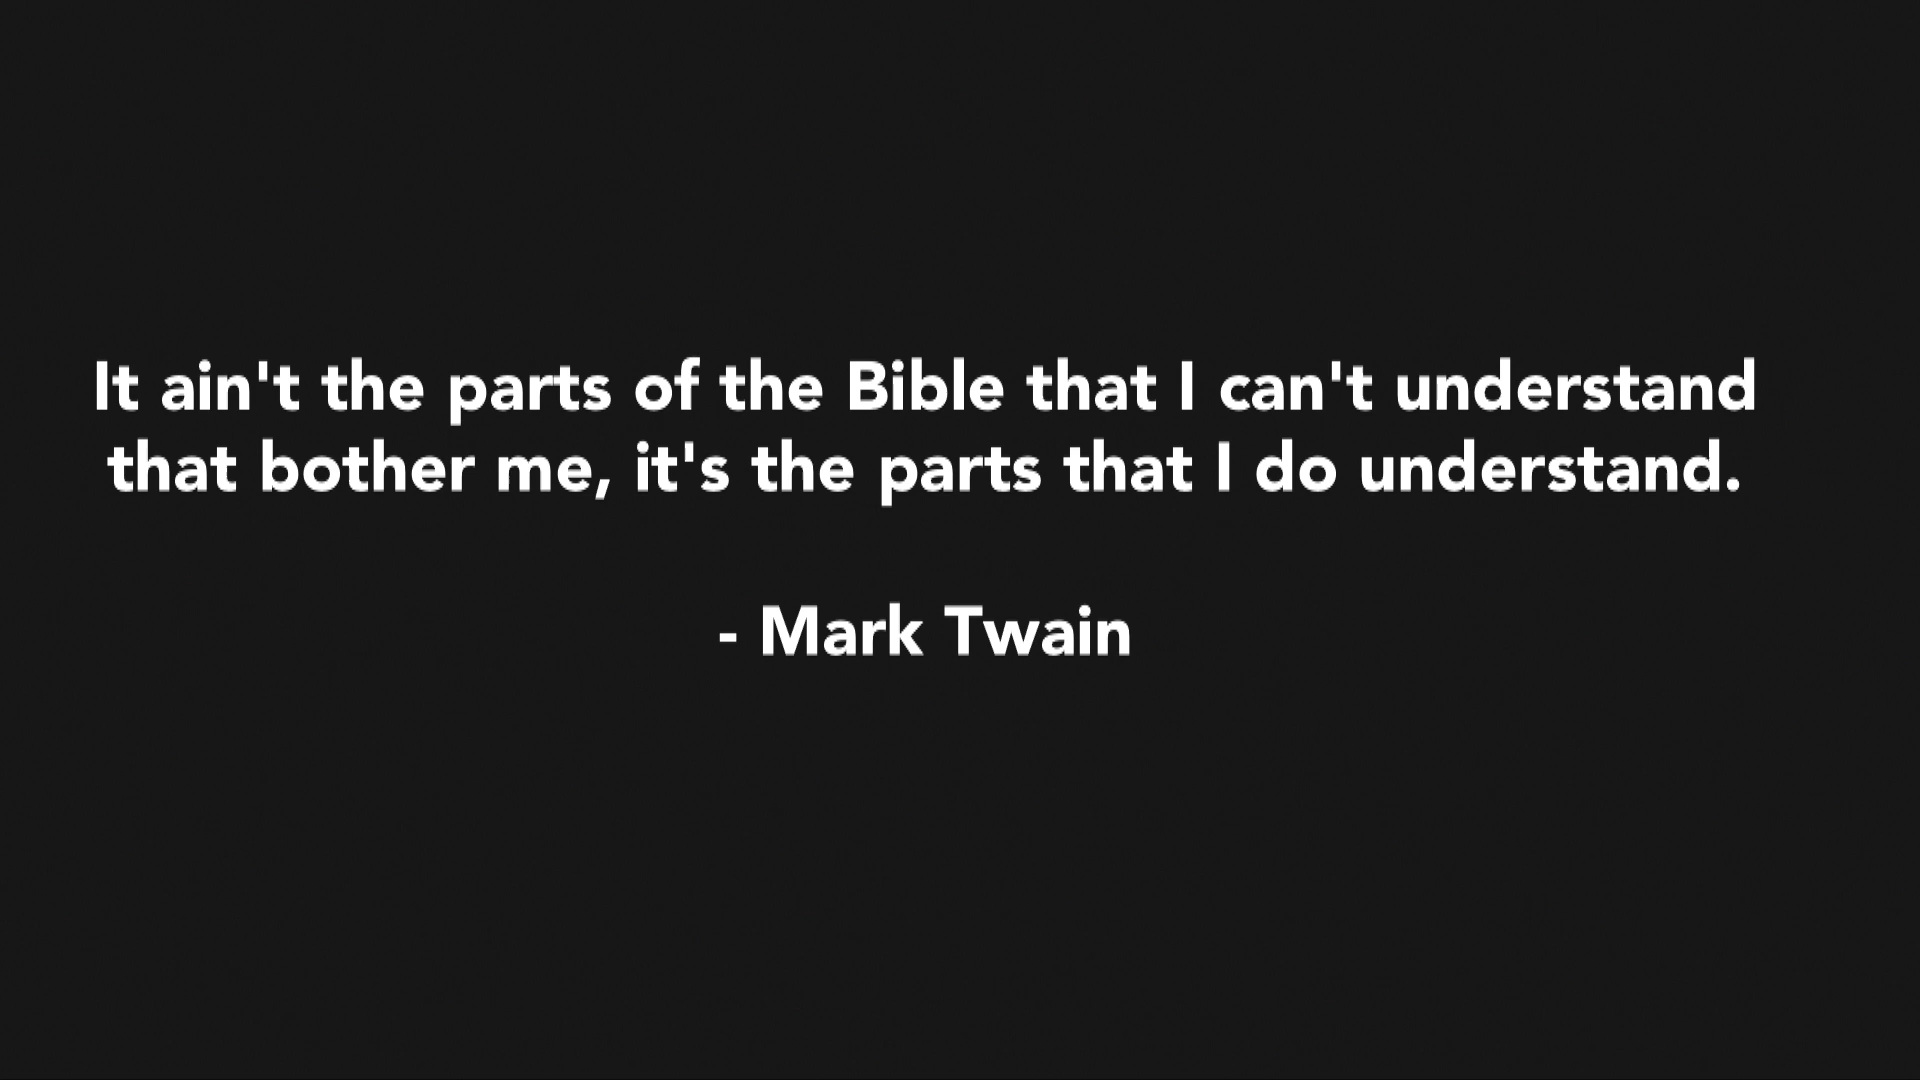 It ain't the parts of the Bible that I can't understand
that bother me, it's the parts that I do understand.
- Mark Twain